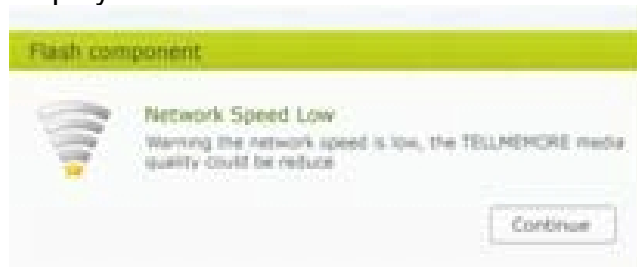 Flash component
Network Speed Low
Warning the network speed is low, the TELLMEMORE media
quality could be reduce
Continue